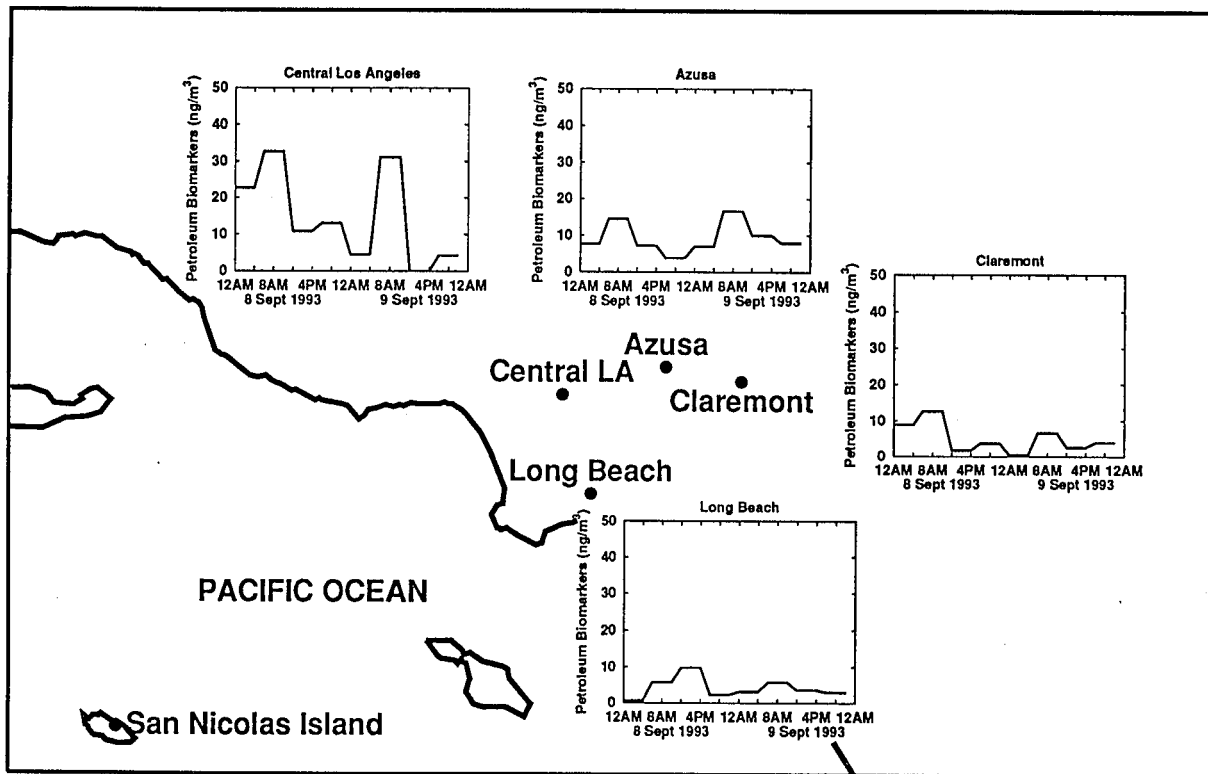 Central Los Angeles
Petroleum Biomarkers (ng/m³)
50
40
30
20
10
0
12AM 8AM 4PM 12AM 8AM 4PM 12AM
8 Sept 1993 9 Sept 1993
Azusa
Petroleum Biomarkers (ng/m³)
50
40
30
20
10
0
12AM 8AM 4PM 12AM 8AM 4PM 12AM
8 Sept 1993 9 Sept 1993
Claremont
Petroleum Biomarkers (ng/m³)
50
40
30
20
10
0
12AM 8AM 4PM 12AM 8AM 4PM 12AM
8 Sept 1993 9 Sept 1993
Azusa
Central LA
Claremont
Long Beach
Long Beach
Petroleum Biomarkers (ng/m³)
50
40
30
20
10
0
12AM 8AM 4PM 12AM 8AM 4PM 12AM
8 Sept 1993 9 Sept 1993
PACIFIC OCEAN
San Nicolas Island